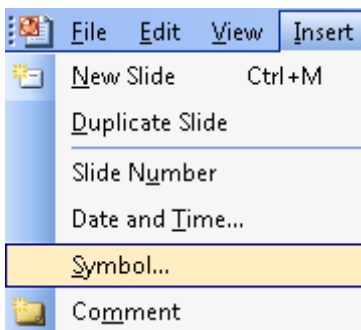 File Edit View Insert
New Slide Ctrl+M
Duplicate Slide
Slide Number
Date and Time...
Symbol...
Comment